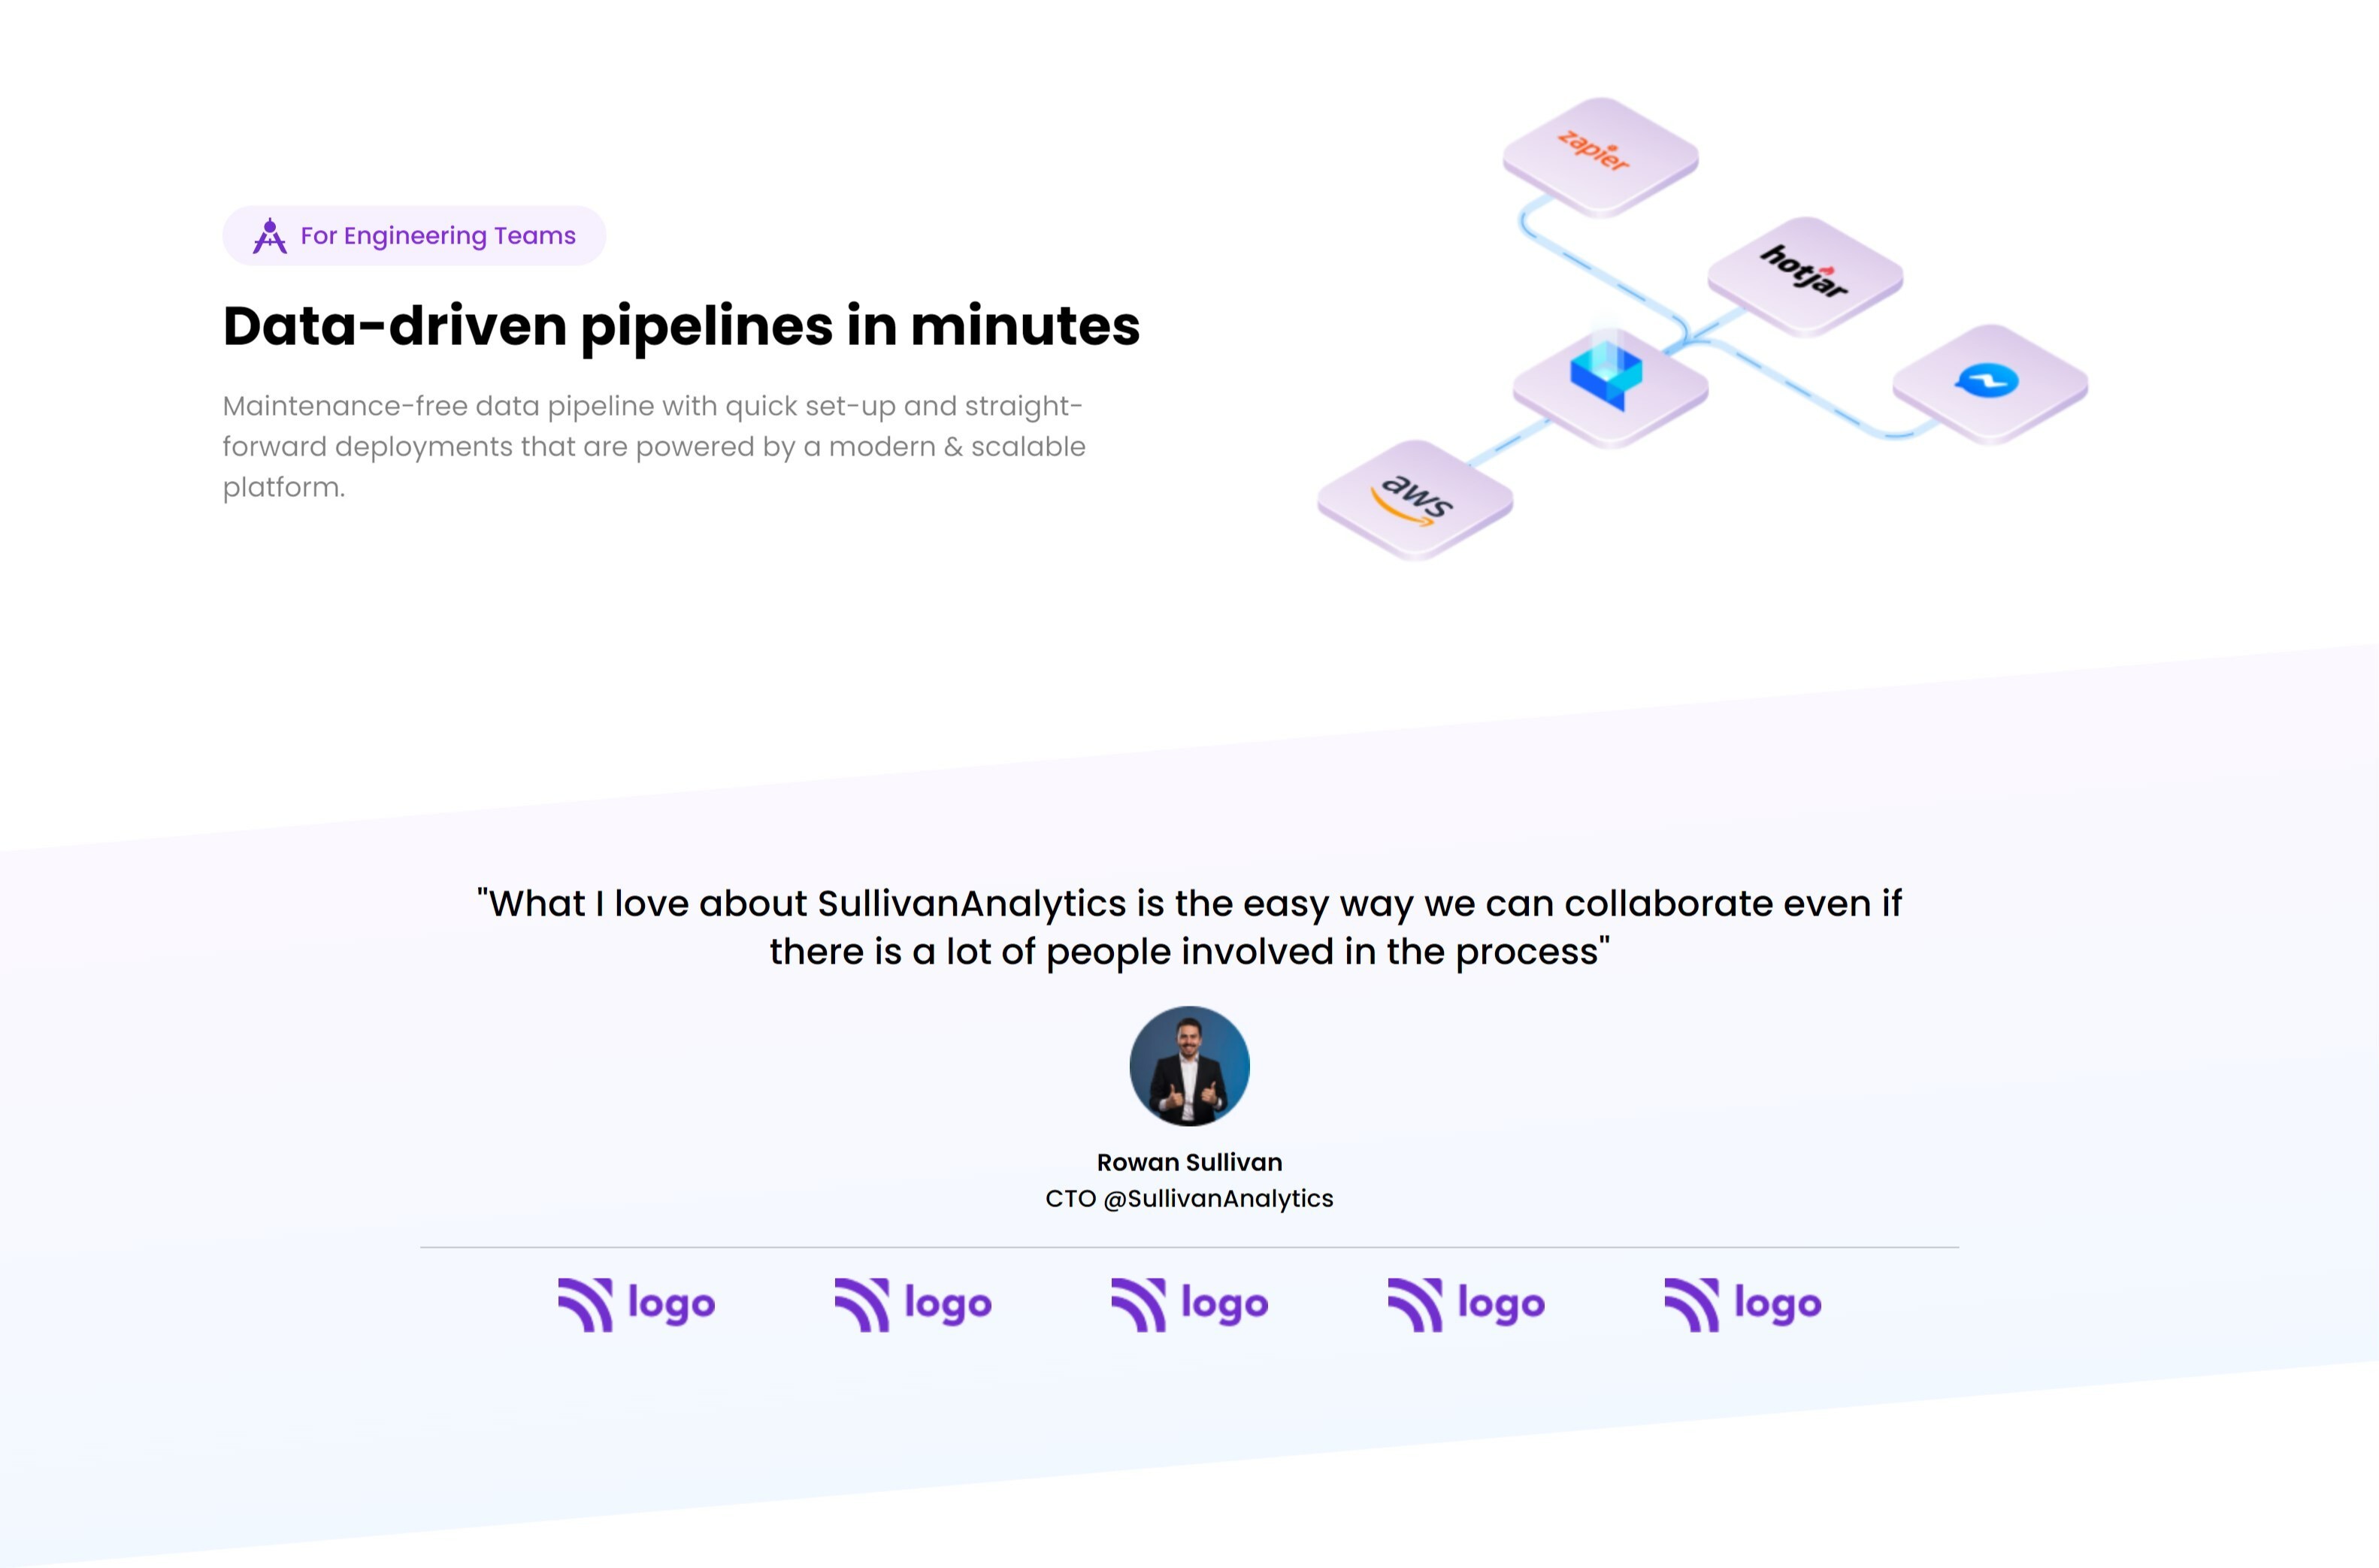 zapier
hotjar
aws
For Engineering Teams
Data-driven pipelines in minutes
Maintenance-free data pipeline with quick set-up and straight-
forward deployments that are powered by a modern & scalable
platform.
"What I love about SullivanAnalytics is the easy way we can collaborate even if
there is a lot of people involved in the process"
Rowan Sullivan
CTO @SullivanAnalytics
logo logo logo logo logo